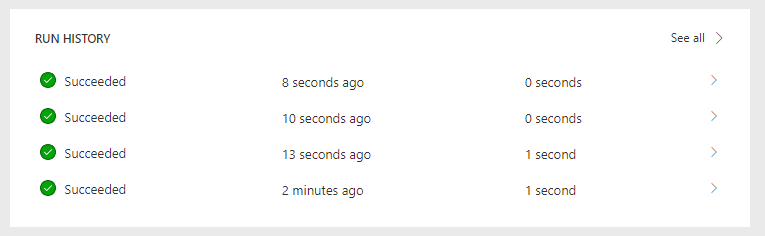 RUN HISTORY See all
Succeeded 8 seconds ago 0 seconds
Succeeded 10 seconds ago 0 seconds
Succeeded 13 seconds ago 1 second
Succeeded 2 minutes ago 1 second